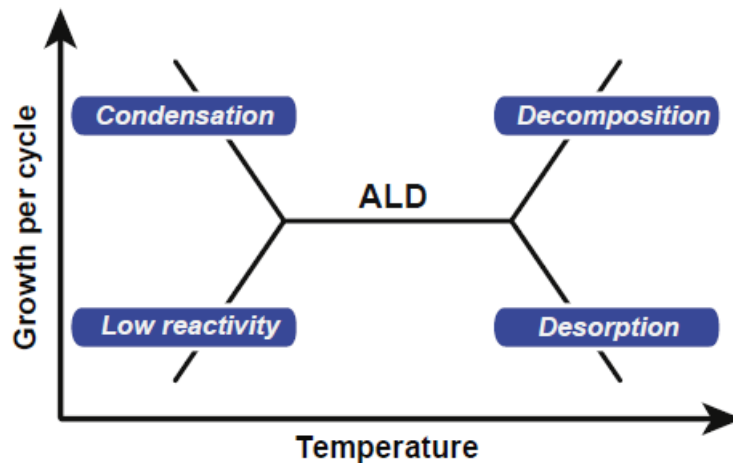 Growth per cycle
Condensation
Decomposition
ALD
Low reactivity
Desorption
Temperature